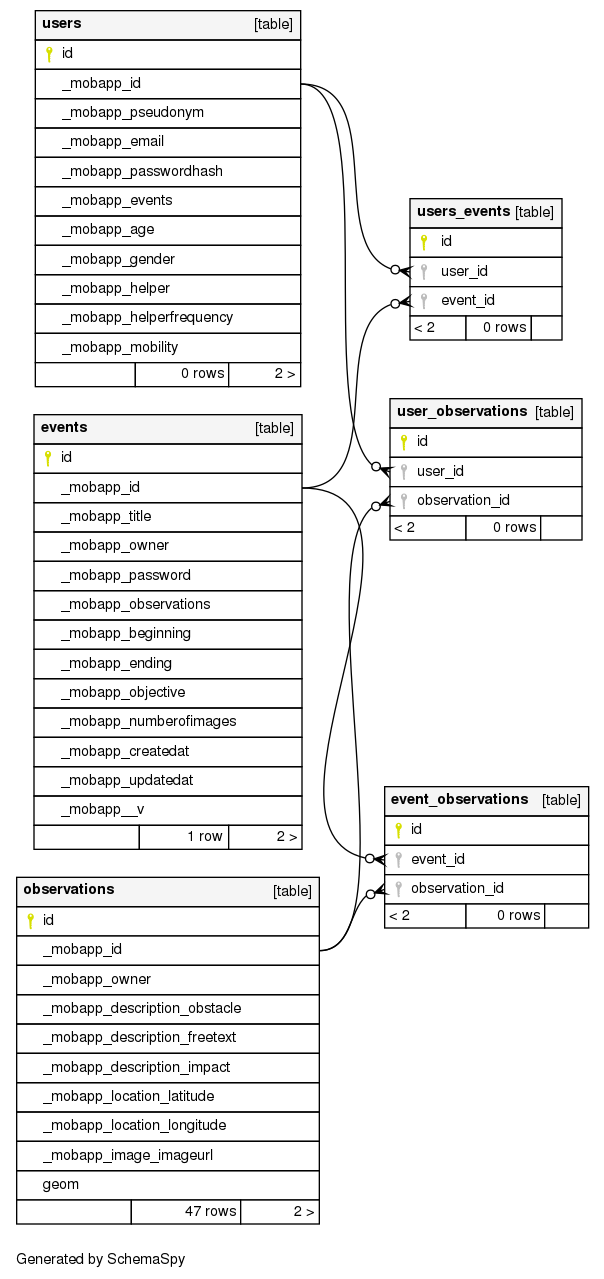 users [table]
id
_mobapp_id
_mobapp_pseudonym
_mobapp_email
_mobapp_passwordhash
_mobapp_events
_mobapp_age
_mobapp_gender
_mobapp_helper
_mobapp_helperfrequency
_mobapp_mobility
0 rows 2 >
users_events [table]
id
user_id
event_id
< 2 0 rows
user_observations [table]
id
user_id
observation_id
< 2 0 rows
events [table]
id
_mobapp_id
_mobapp_title
_mobapp_owner
_mobapp_password
_mobapp_observations
_mobapp_beginning
_mobapp_ending
_mobapp_objective
_mobapp_numberofimages
_mobapp_createdat
_mobapp_updatedat
_mobapp__v
1 row 2 >
event_observations [table]
id
event_id
observation_id
< 2 0 rows
observations [table]
id
_mobapp_id
_mobapp_owner
_mobapp_description_obstacle
_mobapp_description_freetext
_mobapp_description_impact
_mobapp_location_latitude
_mobapp_location_longitude
_mobapp_image_imageurl
geom
47 rows 2 >
Generated by SchemaSpy